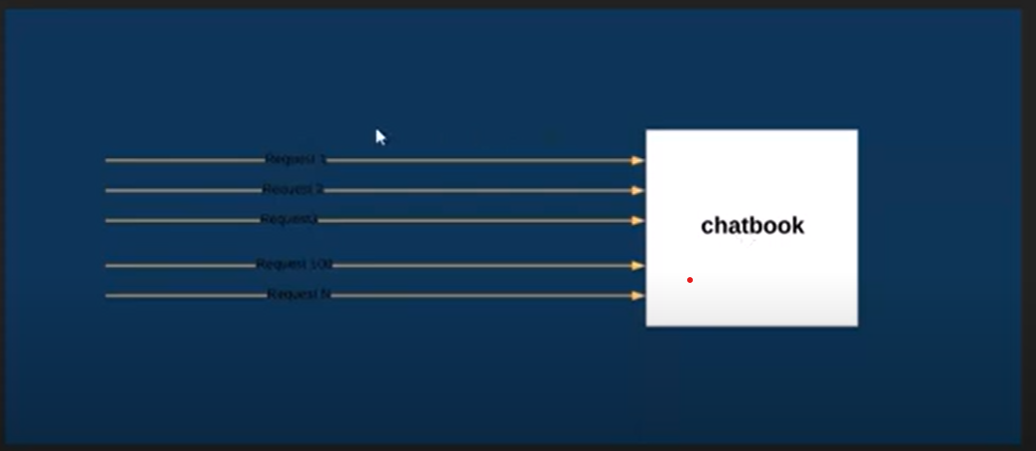 Request 1
Request 2
Request3
Request 100
Request N
chatbook